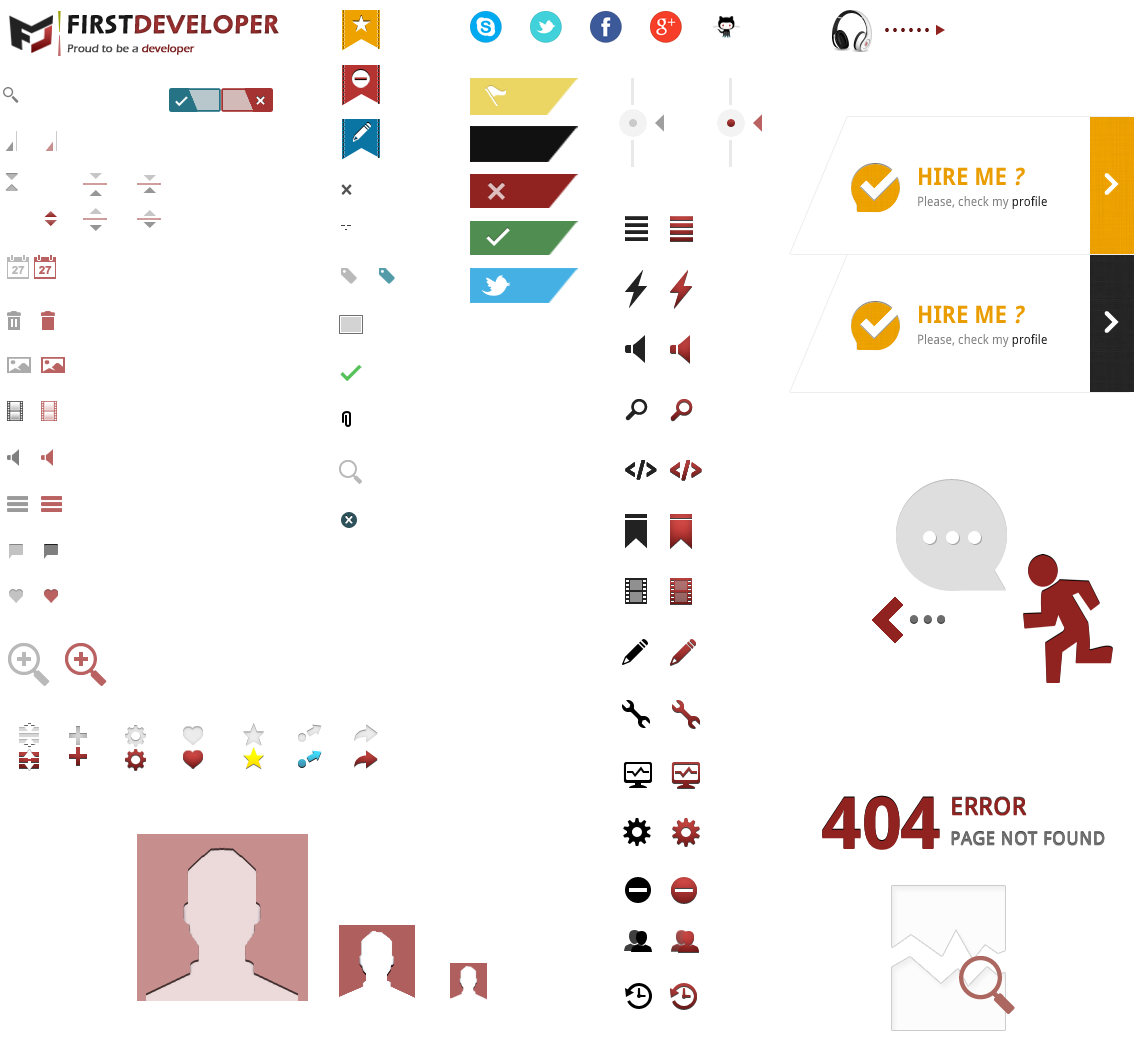 FIRSTDEVELOPER
Proud to be a developer
g+
HIRE ME ?
Please, check my profile
27 27
HIRE ME ?
Please, check my profile
</>
</>
404 ERROR
PAGE NOT FOUND